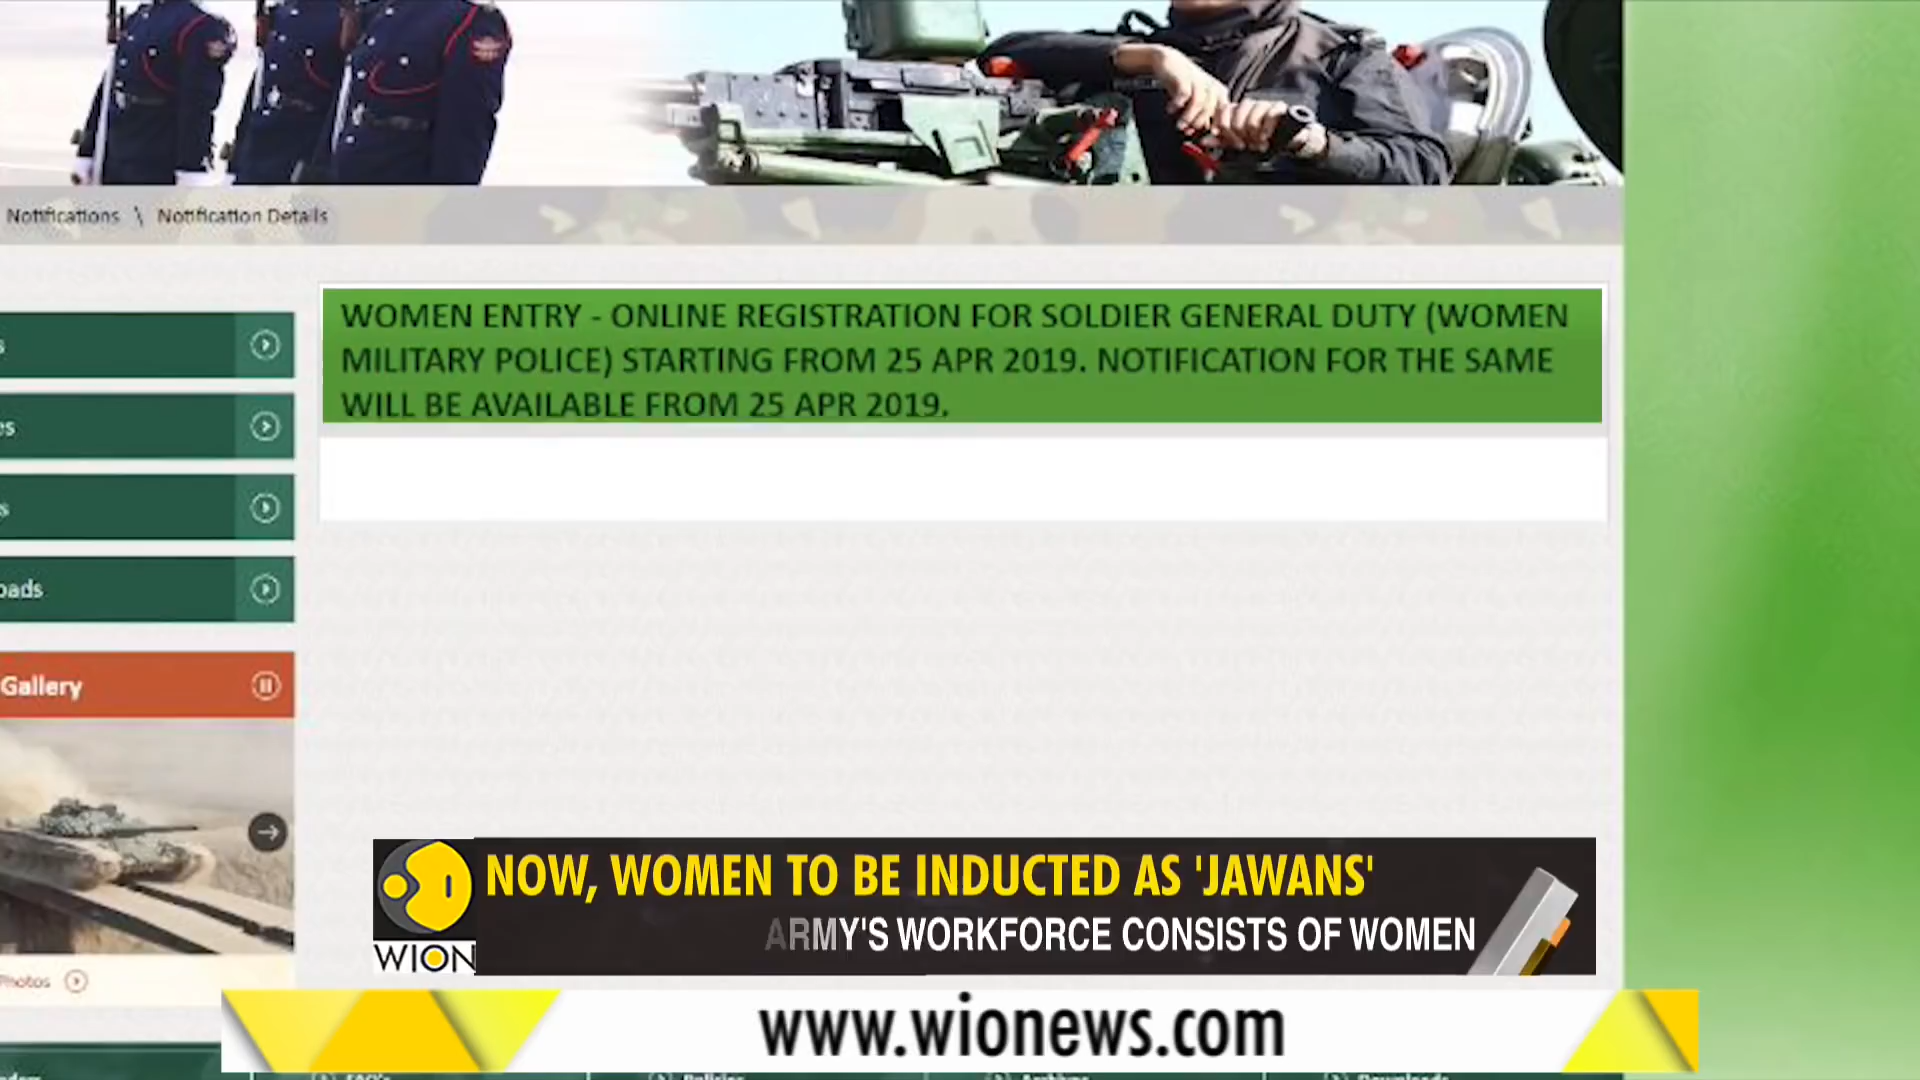 Notifications \ Notification Details
WOMEN ENTRY - ONLINE REGISTRATION FOR SOLDIER GENERAL DUTY (WOMEN
MILITARY POLICE) STARTING FROM 25 APR 2019. NOTIFICATION FOR THE SAME
WILL BE AVAILABLE FROM 25 APR 2019.
Gallery
Photos
NOW, WOMEN TO BE INDUCTED AS 'JAWANS'
ARMY'S WORKFORCE CONSISTS OF WOMEN
WION
www.wionews.com